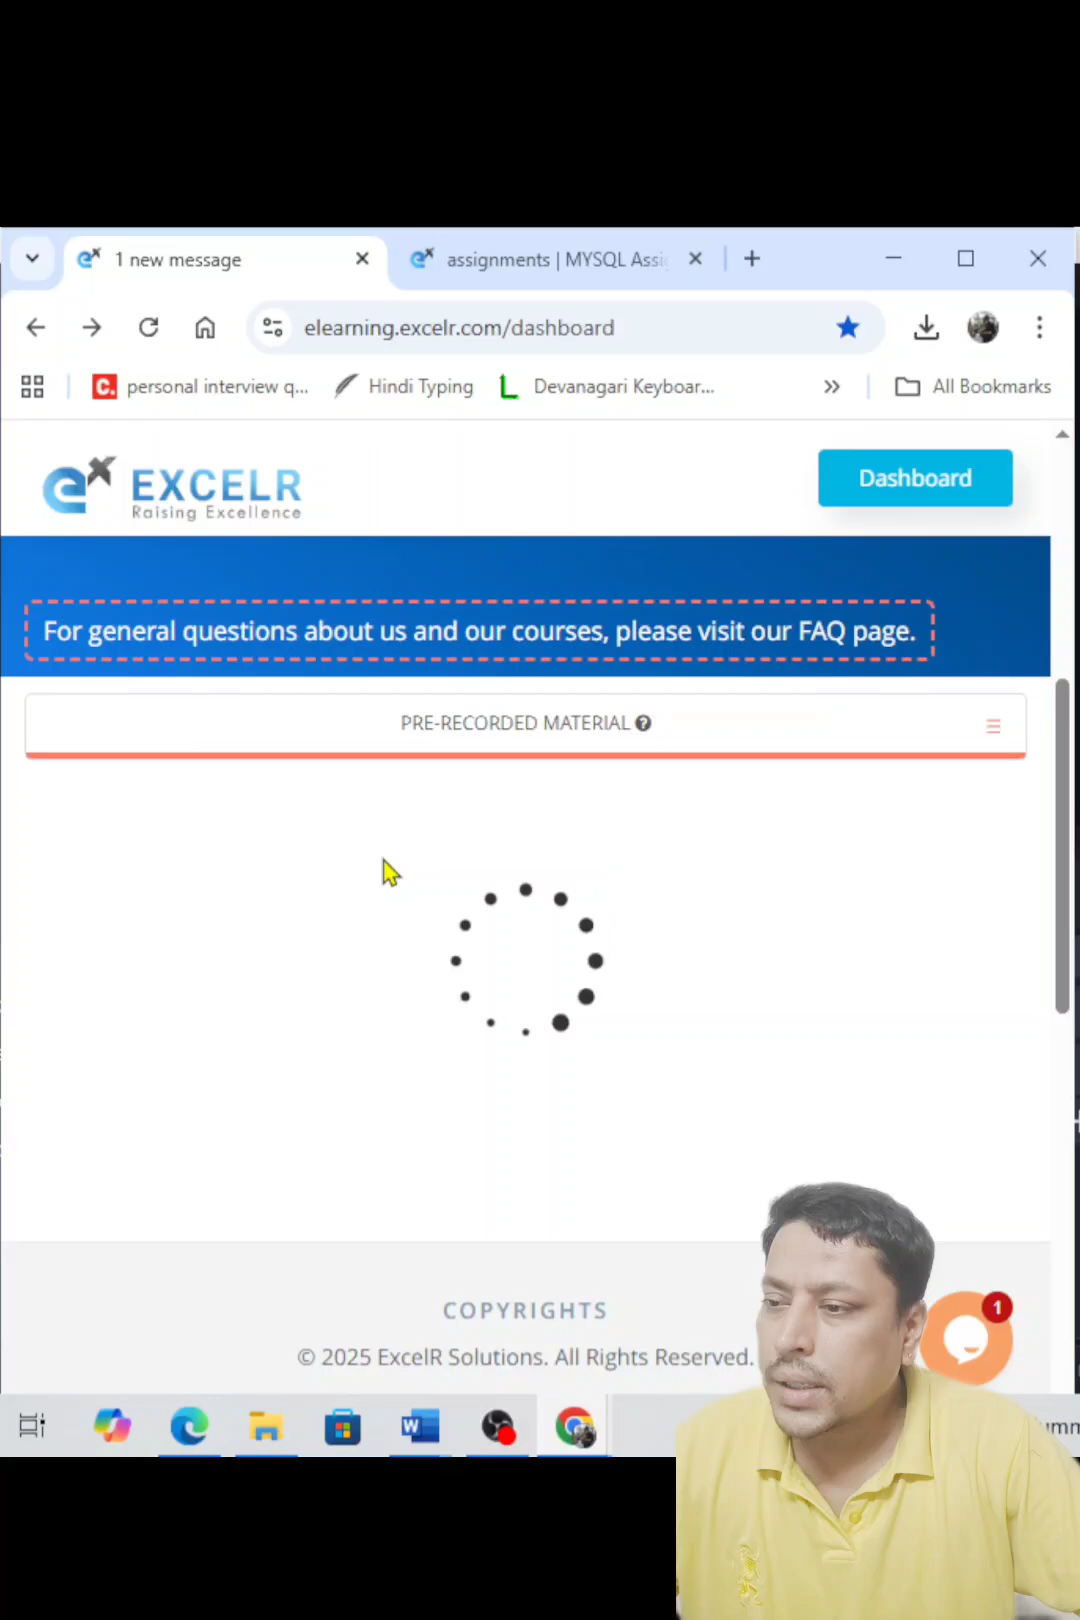 1 new message
assignments | MYSQL Assi
elearning.excelr.com/dashboard
personal interview q...
Hindi Typing
Devanagari Keyboar...
All Bookmarks
EXCELR
Raising Excellence
Dashboard
For general questions about us and our courses, please visit our FAQ page.
PRE-RECORDED MATERIAL
1
COPYRIGHTS
© 2025 ExcelR Solutions. All Rights Reserved.